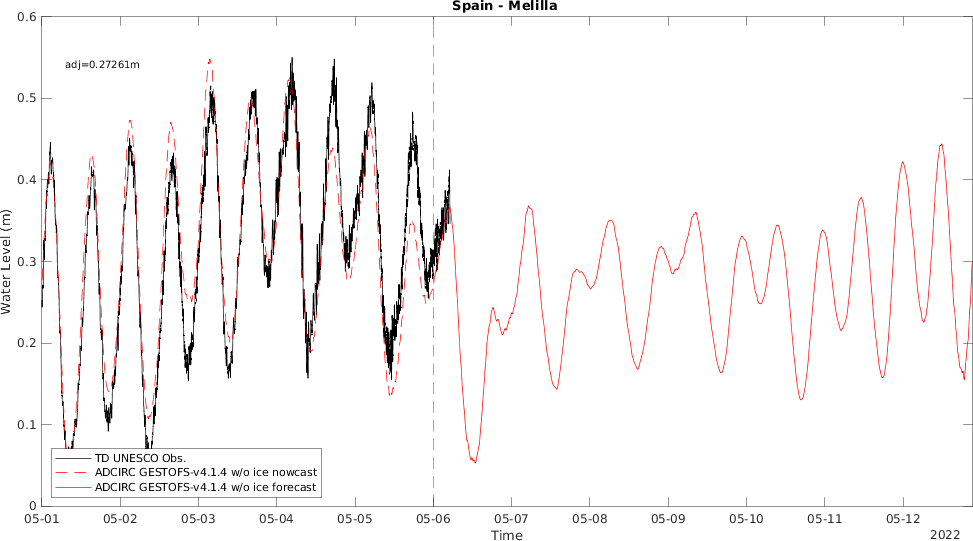 Spain - Melilla
adj=0.27261m
Water Level (m)
0.6
0.5
0.4
0.3
0.2
0.1
0
TD UNESCO Obs.
ADCIRC GESTOFS-v4.1.4 w/o ice nowcast
ADCIRC GESTOFS-v4.1.4 w/o ice forecast
05-01 05-02 05-03 05-04 05-05 05-06 05-07 05-08 05-09 05-10 05-11 05-12
Time
2022